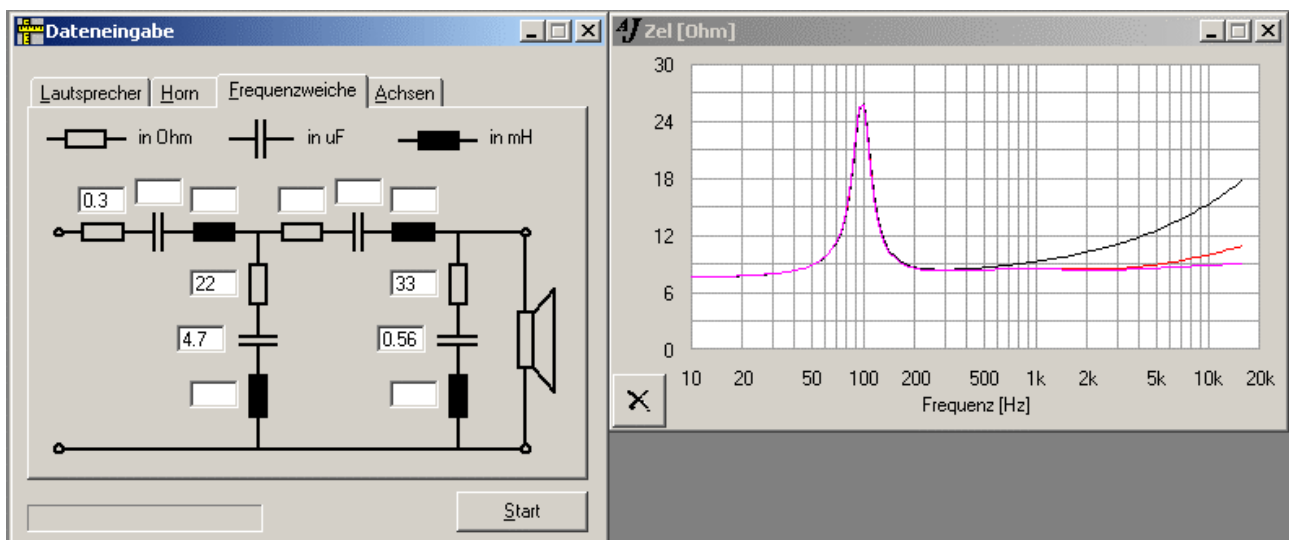 Dateneingabe
Lautsprecher Horn Frequenzweiche Achsen
in Ohm in uF in mH
0.3
22 33
4.7 0.56
Start
AJ Zel [Ohm]
30
24
18
12
6
0
10 20 50 100 200 500 1k 2k 5k 10k 20k
Frequenz [Hz]